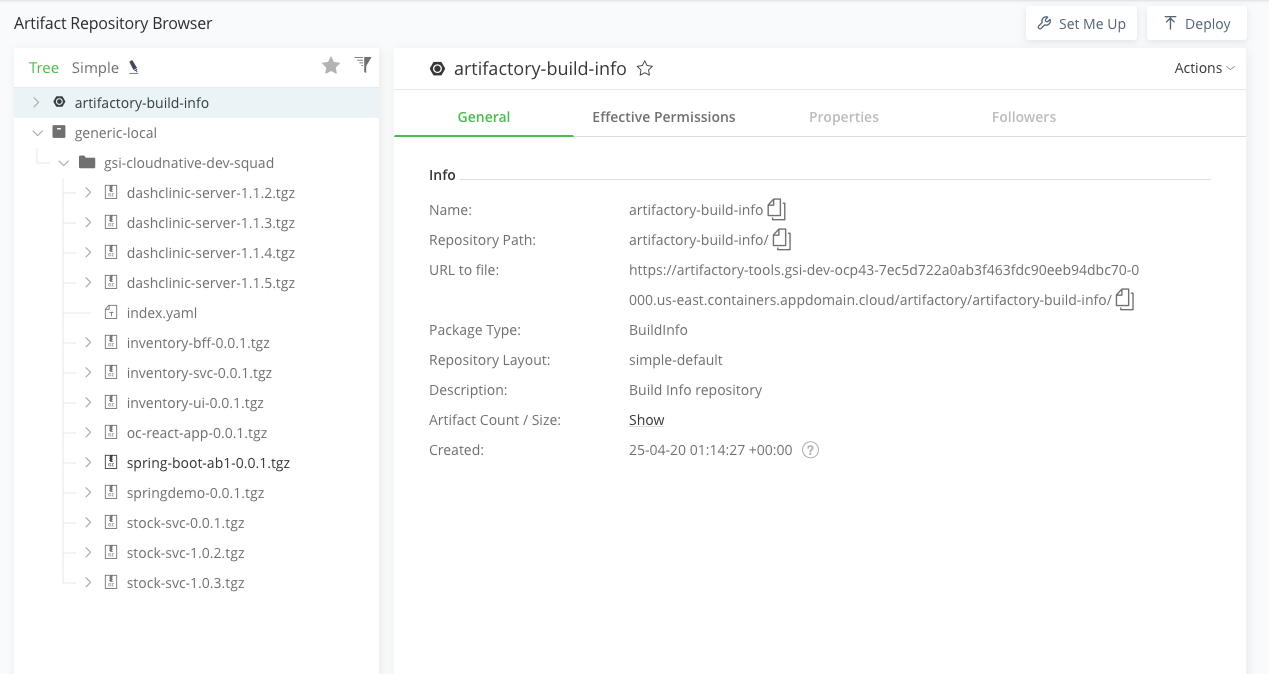 Artifact Repository Browser
Set Me Up
Deploy
Tree Simple
artifactory-build-info
generic-local
gsi-cloudnative-dev-squad
dashclinic-server-1.1.2.tgz
dashclinic-server-1.1.3.tgz
dashclinic-server-1.1.4.tgz
dashclinic-server-1.1.5.tgz
index.yaml
inventory-bff-0.0.1.tgz
inventory-svc-0.0.1.tgz
inventory-ui-0.0.1.tgz
oc-react-app-0.0.1.tgz
spring-boot-ab1-0.0.1.tgz
springdemo-0.0.1.tgz
stock-svc-0.0.1.tgz
stock-svc-1.0.2.tgz
stock-svc-1.0.3.tgz
artifactory-build-info
Actions
General Effective Permissions Properties Followers
Info
Name: artifactory-build-info
Repository Path: artifactory-build-info/
URL to file: https://artifactory-tools.gsi-dev-ocp43-7ec5d722a0ab3f463fdc90eeb94dbc70-0
000.us-east.containers.appdomain.cloud/artifactory/artifactory-build-info/
Package Type: BuildInfo
Repository Layout: simple-default
Description: Build Info repository
Artifact Count / Size: Show
Created: 25-04-20 01:14:27 +00:00 ?